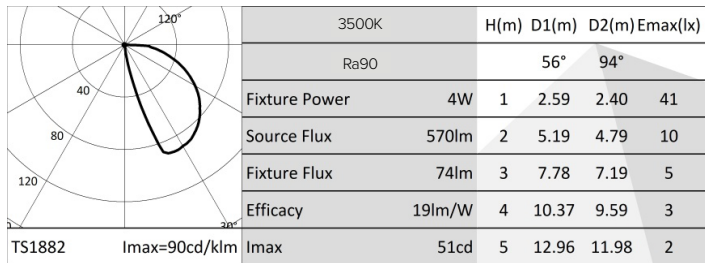 120°
40
80
120
0
30°
TS1882 Imax=90cd/klm
3500K H(m) D1(m) D2(m) Emax(lx)
Ra90 56° 94°
Fixture Power 4W 1 2.59 2.40 41
Source Flux 570lm 2 5.19 4.79 10
Fixture Flux 74lm 3 7.78 7.19 5
Efficacy 19lm/W 4 10.37 9.59 3
Imax 51cd 5 12.96 11.98 2